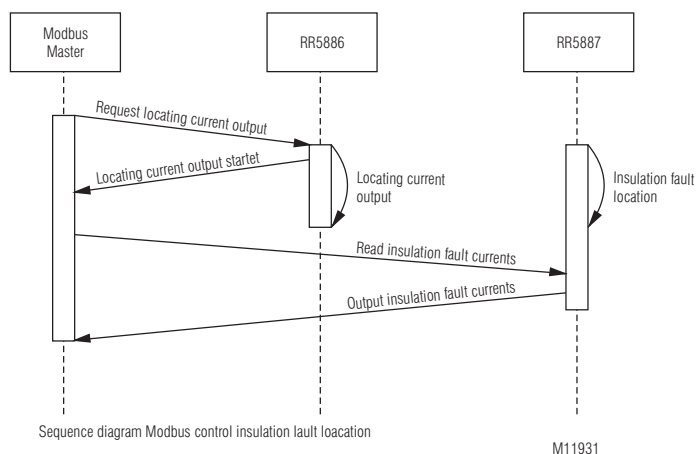 Modbus
Master
RR5886
RR5887
Request locating current output
Locating current output startet
Locating current
output
Insulation fault
location
Read insulation fault currents
Output insulation fault currents
Sequence diagram Modbus control insulation lault loacation
M11931